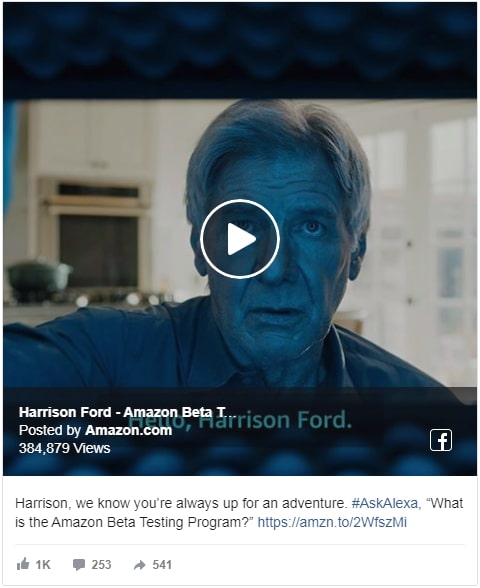 Hello, Harrison Ford.
Harrison Ford - Amazon Beta T...
Posted by Amazon.com
384,879 Views
Harrison, we know you're always up for an adventure. #AskAlexa, “What
is the Amazon Beta Testing Program?” https://amzn.to/2WfszMi
1K 253 541